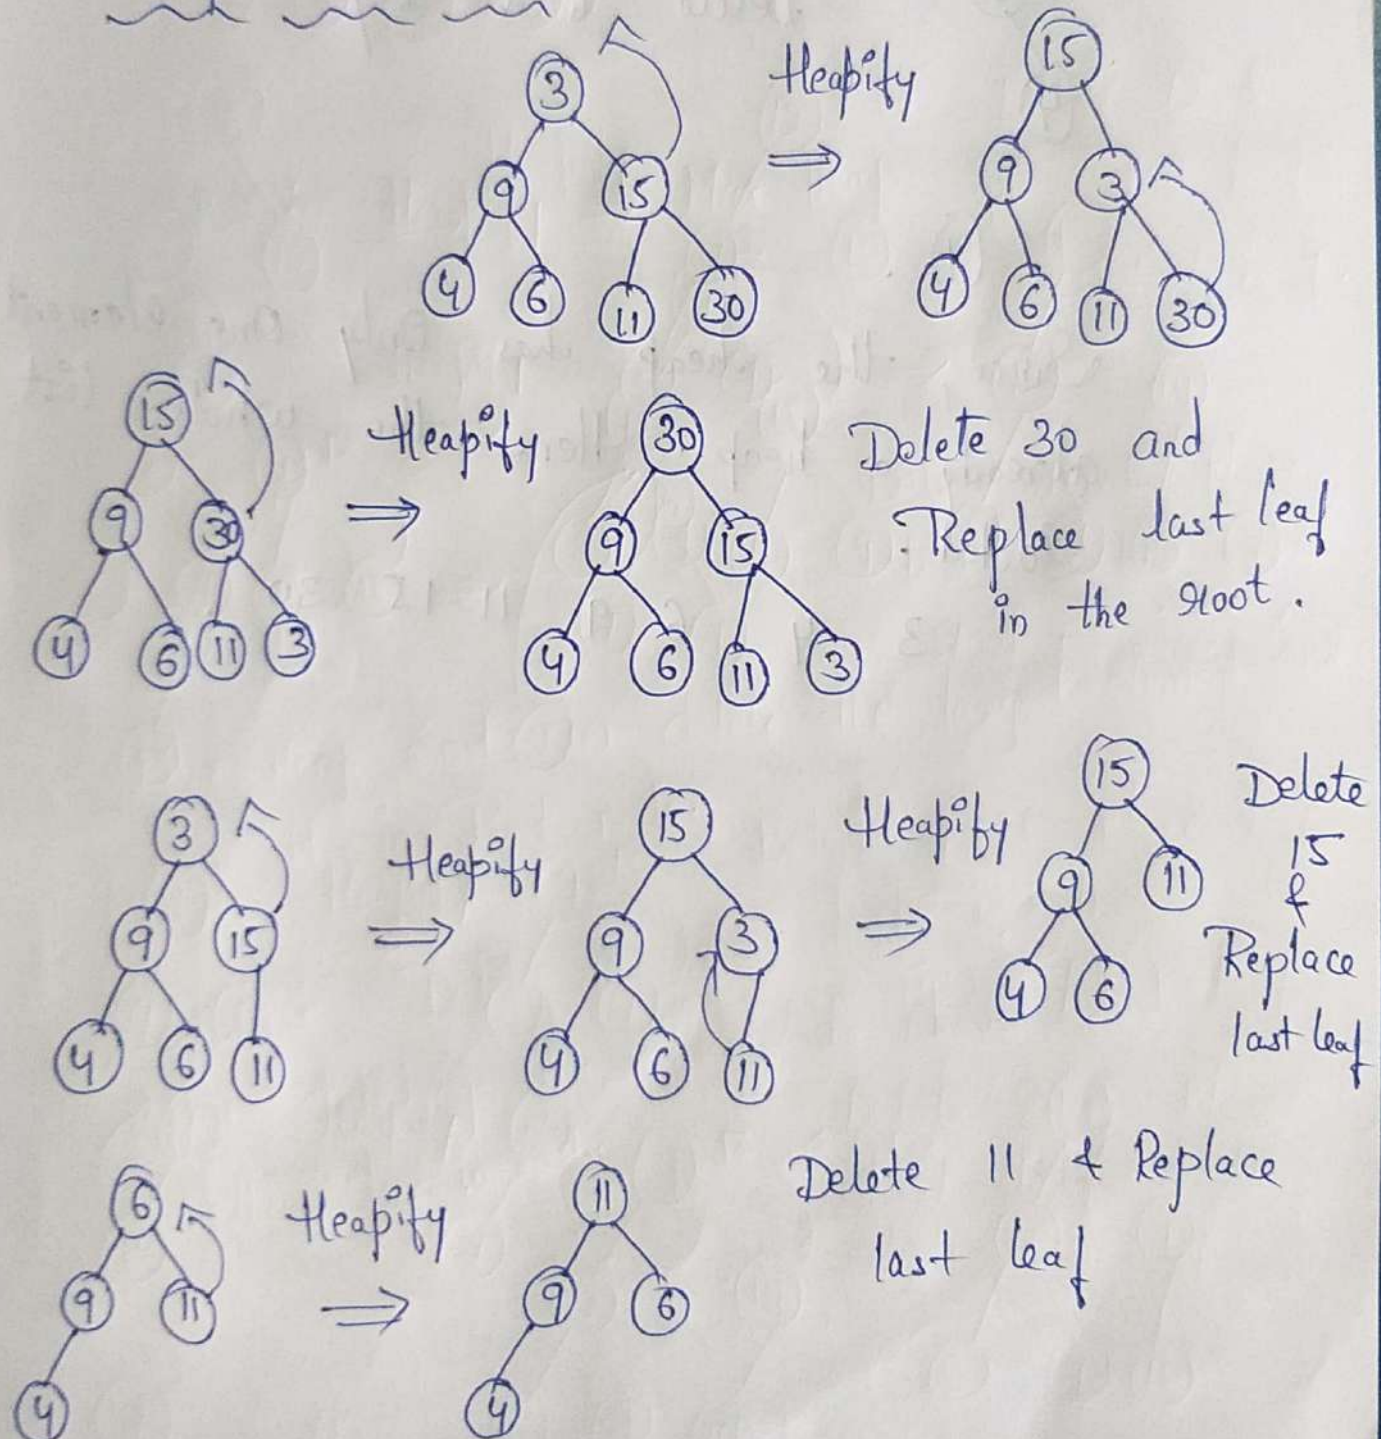 3
Heapify
15
9 15
⇒
9 3
4 6 11 30
4 6 11 30
15
Heapify
30
Delete 30 and
9 30
⇒
9 15
Replace last leaf
in the root.
4 6 11 3
4 6 11 3
3
Heapify
15
Heapify
15
Delete
15
&
Replace
last leaf
9 15
⇒
9 3
⇒
9 11
4 6 11
4 6 11
4 6
6
Heapify
11
Delete 11 & Replace
last leaf
9 11
⇒
9 6
4
4